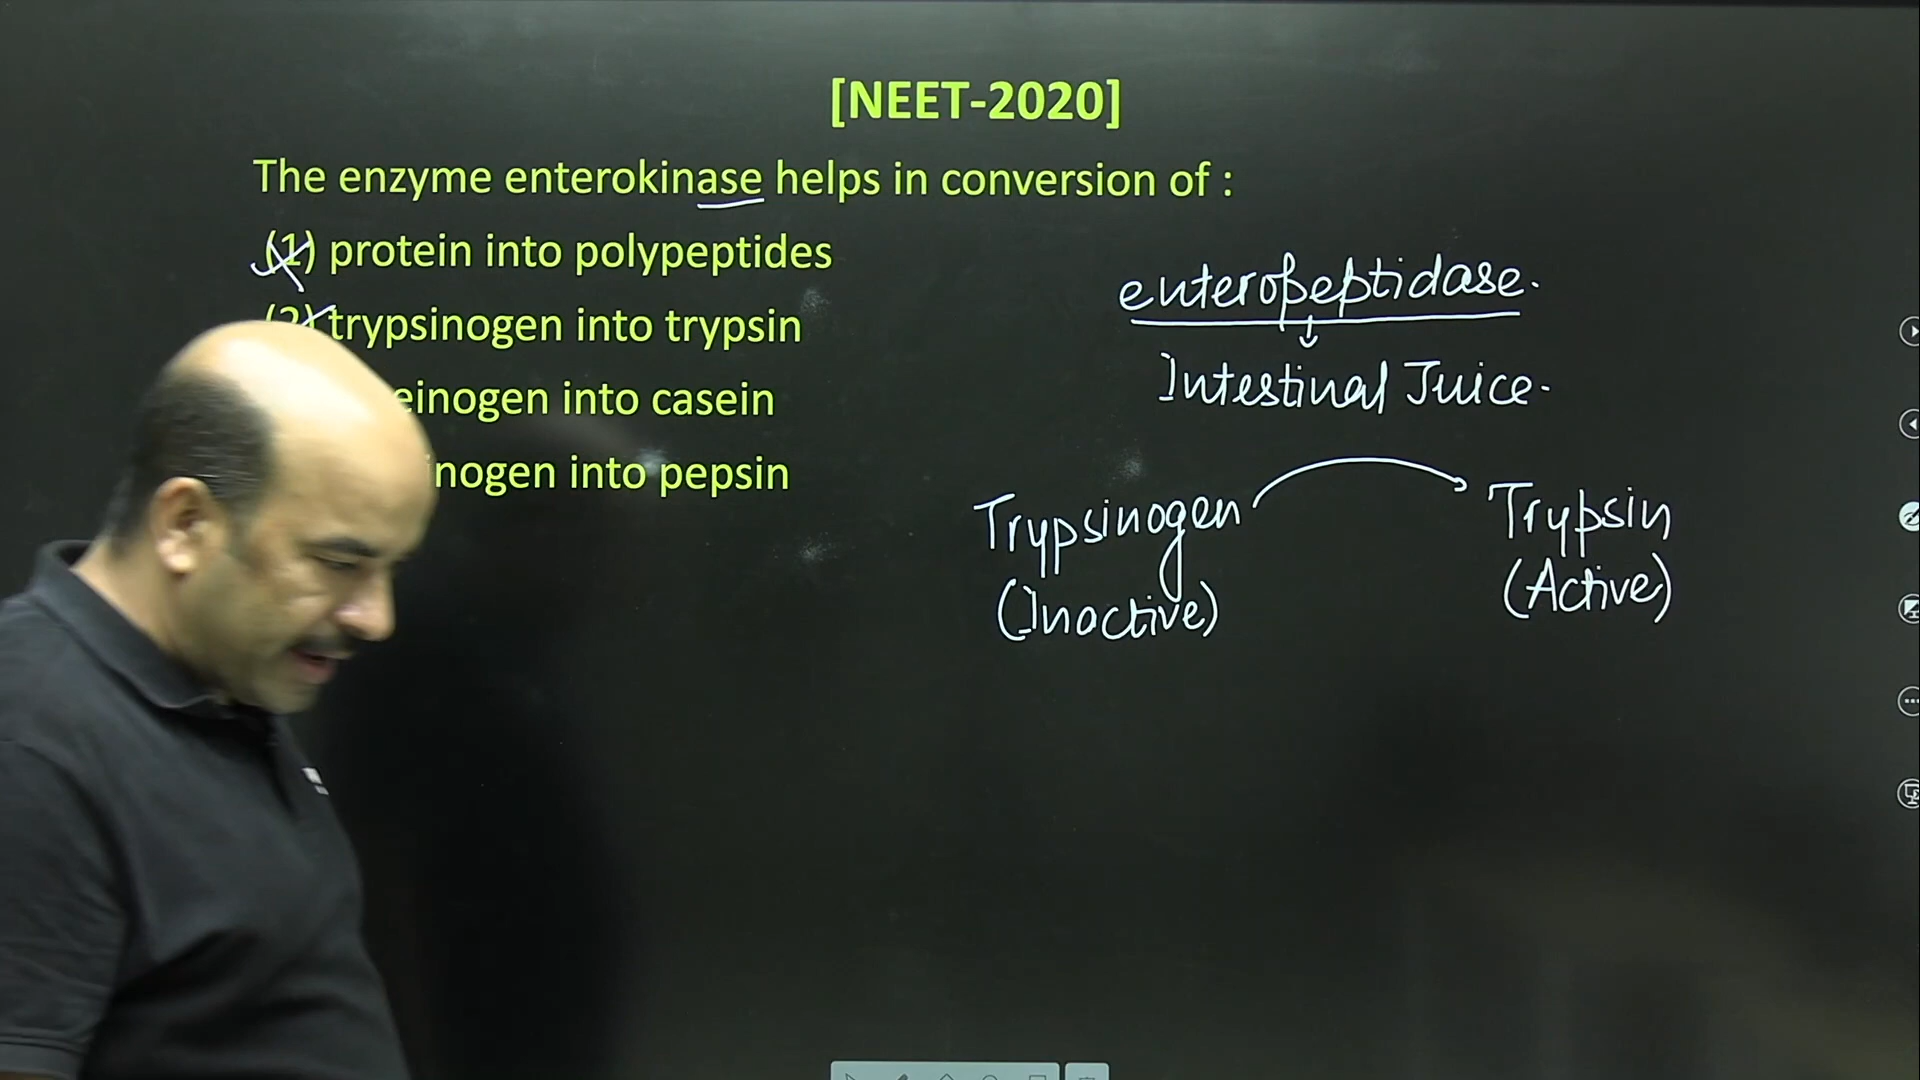 [NEET-2020]
The enzyme enterokinase helps in conversion of :
(1) protein into polypeptides
(2) trypsinogen into trypsin
einogen into casein
inogen into pepsin
enteropeptidase.
Intestinal Juice.
Trypsinogen Trypsin
(Inactive) (Active)